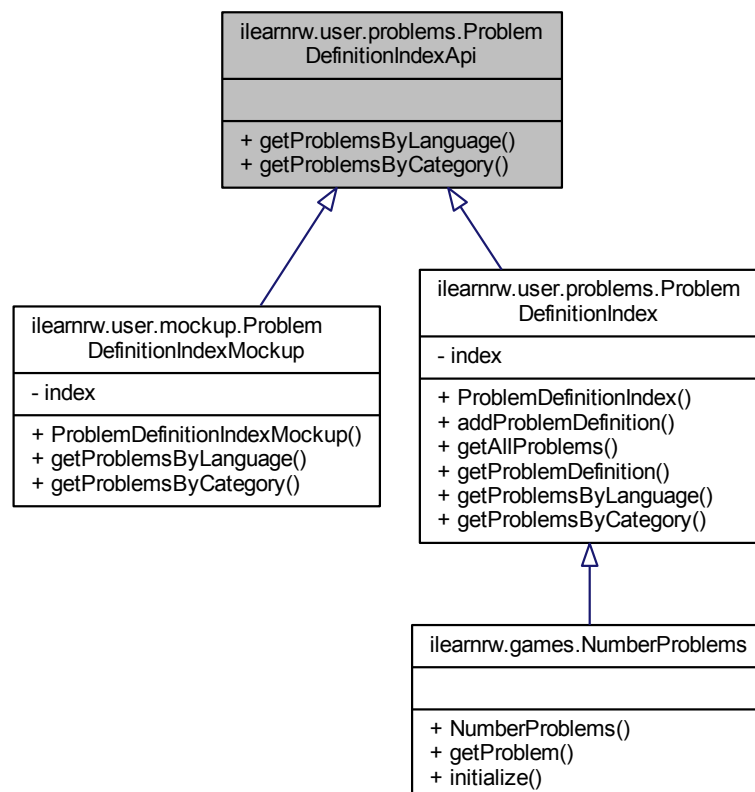 ilearnrw.user.problems.Problem
DefinitionIndexApi
+ getProblemsByLanguage()
+ getProblemsByCategory()
ilearnrw.user.mockup.Problem
DefinitionIndexMockup
- index
+ ProblemDefinitionIndexMockup()
+ getProblemsByLanguage()
+ getProblemsByCategory()
ilearnrw.user.problems.Problem
DefinitionIndex
- index
+ ProblemDefinitionIndex()
+ addProblemDefinition()
+ getAllProblems()
+ getProblemDefinition()
+ getProblemsByLanguage()
+ getProblemsByCategory()
ilearnrw.games.NumberProblems
+ NumberProblems()
+ getProblem()
+ initialize()